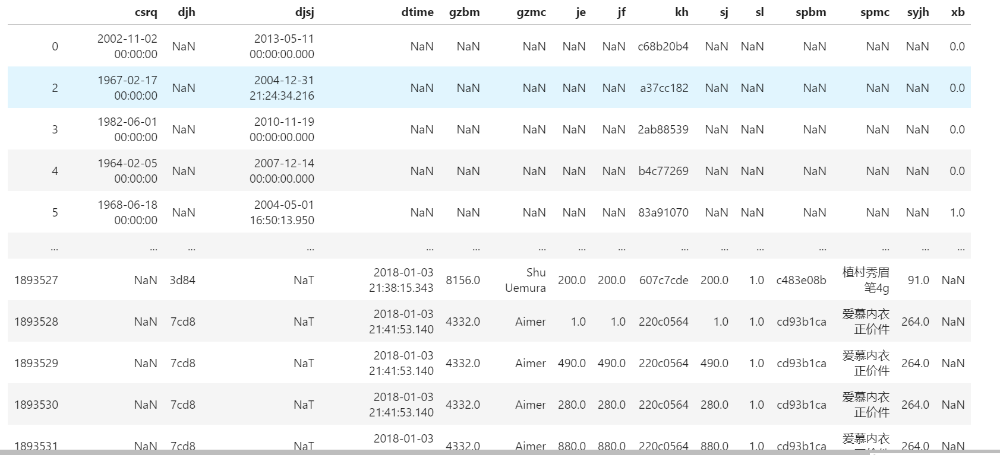 csrq djh djsj dtime gzbm gzmc je jf kh sj sl spbm spmc syjh xb
0 2002-11-02 00:00:00 NaN 2013-05-11 00:00:00.000 NaN NaN NaN NaN NaN c68b20b4 NaN NaN NaN NaN NaN 0.0
2 1967-02-17 00:00:00 NaN 2004-12-31 21:24:34.216 NaN NaN NaN NaN NaN a37cc182 NaN NaN NaN NaN NaN 0.0
3 1982-06-01 00:00:00 NaN 2010-11-19 00:00:00.000 NaN NaN NaN NaN NaN 2ab88539 NaN NaN NaN NaN NaN 0.0
4 1964-02-05 00:00:00 NaN 2007-12-14 00:00:00.000 NaN NaN NaN NaN NaN b4c77269 NaN NaN NaN NaN NaN 0.0
5 1968-06-18 00:00:00 NaN 2004-05-01 16:50:13.950 NaN NaN NaN NaN NaN 83a91070 NaN NaN NaN NaN NaN 1.0
... ... ... ... ... ... ... ... ... ... ... ... ... ... ... ...
1893527 NaN 3d84 NaT 2018-01-03 21:38:15.343 8156.0 Shu Uemura 200.0 200.0 607c7cde 200.0 1.0 c483e08b 植村秀眉笔4g 91.0 NaN
1893528 NaN 7cd8 NaT 2018-01-03 21:41:53.140 4332.0 Aimer 1.0 1.0 220c0564 1.0 1.0 cd93b1ca 爱慕内衣正价件 264.0 NaN
1893529 NaN 7cd8 NaT 2018-01-03 21:41:53.140 4332.0 Aimer 490.0 490.0 220c0564 490.0 1.0 cd93b1ca 爱慕内衣正价件 264.0 NaN
1893530 NaN 7cd8 NaT 2018-01-03 21:41:53.140 4332.0 Aimer 280.0 280.0 220c0564 280.0 1.0 cd93b1ca 爱慕内衣正价件 264.0 NaN
1893531 NaN 7cd8 NaT 2018-01-03 4332.0 Aimer 880.0 880.0 220c0564 880.0 1.0 cd93b1ca 爱慕内衣 264.0 NaN